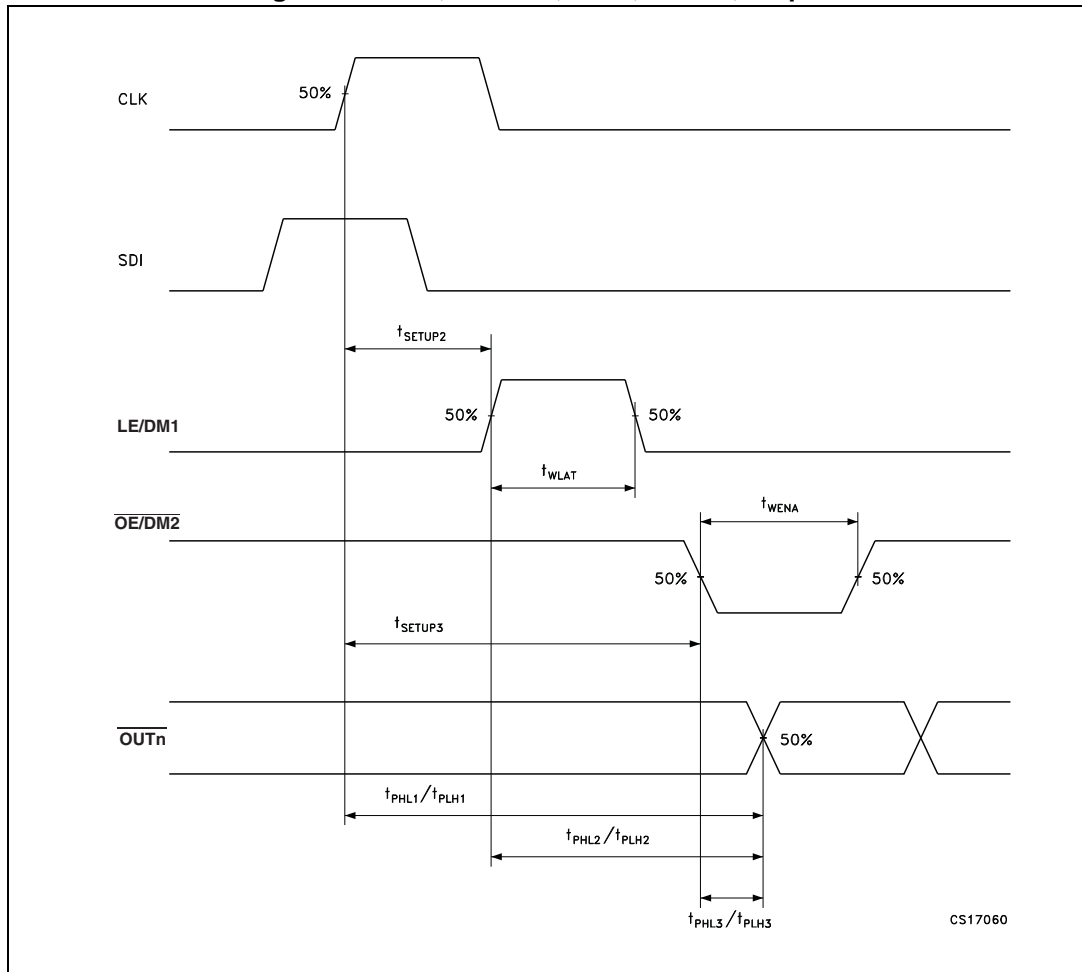 CLK
50%
SDI
tSETUP2
LE/DM1
50%
50%
tWLAT
OE/DM2
tWENA
50%
50%
tSETUP3
OUTn
50%
tPHL1/tPLH1
tPHL2/tPLH2
tPHL3/tPLH3
CS17060